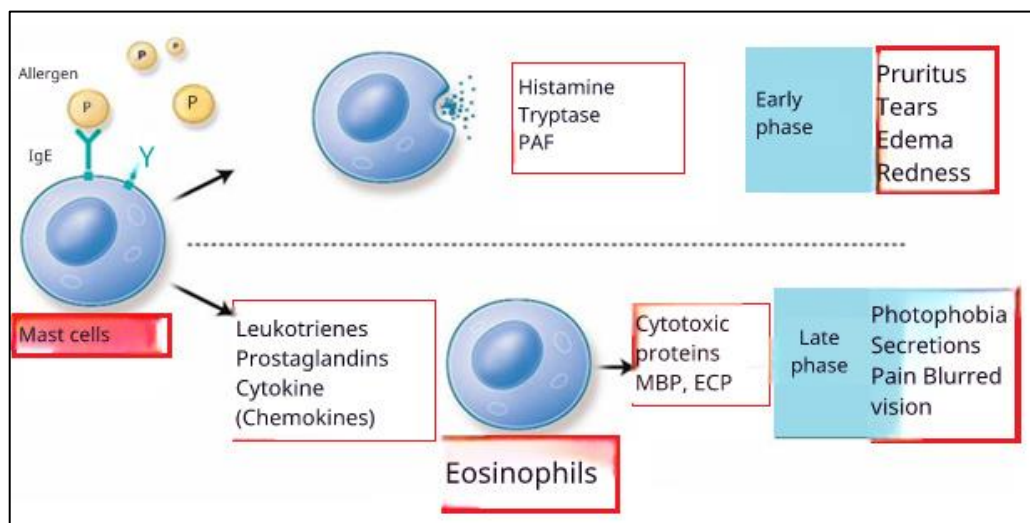 P
P
Allergen
P
P
IgE
Y
Mast cells
Histamine
Tryptase
PAF
Early
phase
Pruritus
Tears
Edema
Redness
Leukotrienes
Prostaglandins
Cytokine
(Chemokines)
Eosinophils
Cytotoxic
proteins
MBP, ECP
Late
phase
Photophobia
Secretions
Pain Blurred
vision